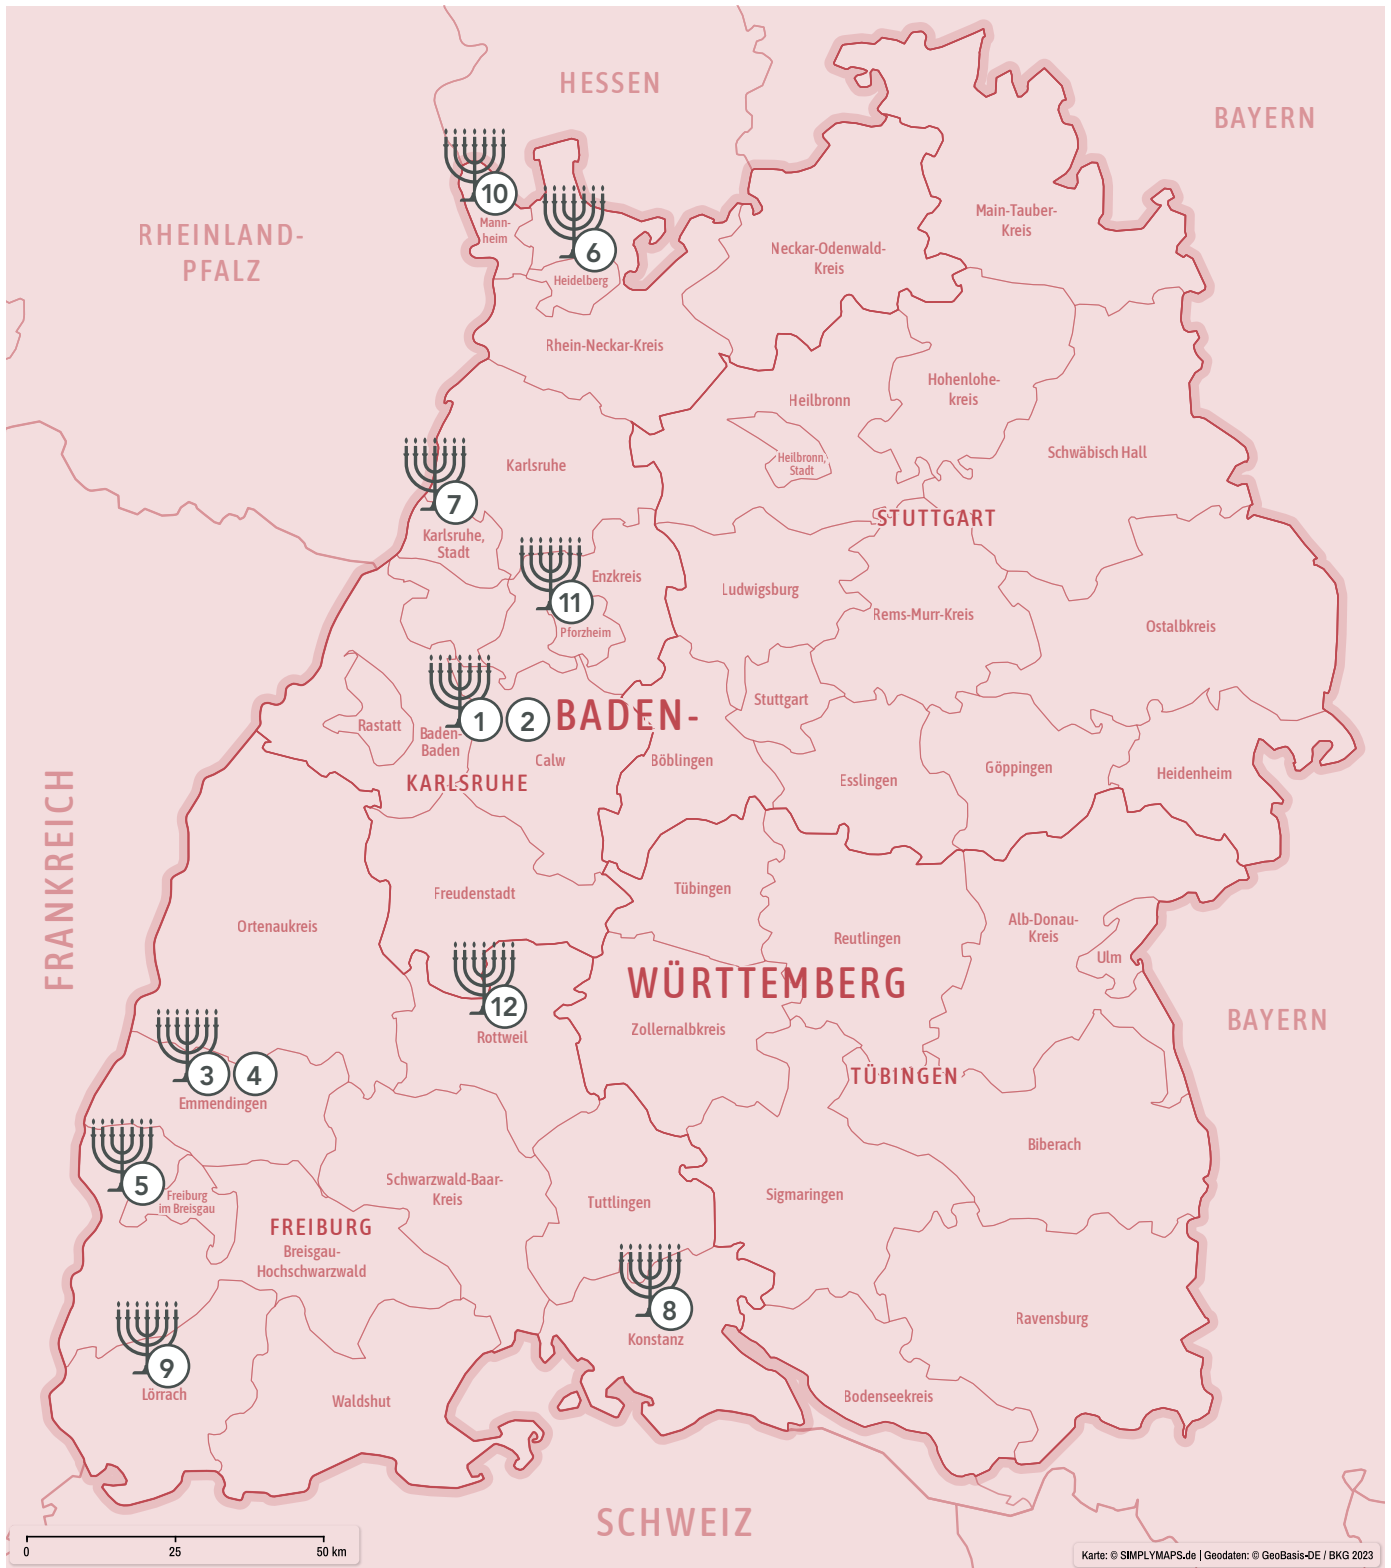 HESSEN
BAYERN
RHEINLAND-
PFALZ
10
Mann-
heim
6
Heidelberg
Main-Tauber-
Kreis
Neckar-Odenwald-
Kreis
Rhein-Neckar-Kreis
Hohenlohe-
kreis
Heilbronn
Heilbronn,
Stadt
Schwäbisch Hall
Karlsruhe
7
Karlsruhe,
Stadt
STUTTGART
Enzkreis
11
Pforzheim
Ludwigsburg
Rems-Murr-Kreis
Ostalbkreis
Stuttgart
1
2
BADEN-
Rastatt
Baden-
Baden
Calw
KARLSRUHE
Böblingen
Esslingen
Göppingen
Heidenheim
FRANKREICH
Freudenstadt
Tübingen
Ortenaukreis
Reutlingen
Alb-Donau-
Kreis
Ulm
WÜRTTEMBERG
12
Rottweil
Zollernalbkreis
BAYERN
3
4
Emmendingen
TÜBINGEN
Biberach
5
Freiburg
im Breisgau
Schwarzwald-Baar-
Kreis
Tuttlingen
Sigmaringen
FREIBURG
Breisgau-
Hochschwarzwald
8
Konstanz
Ravensburg
9
Lörrach
Waldshut
Bodenseekreis
SCHWEIZ
0
25
50 km
Karte: © SIMPLYMAPS.de | Geodaten: © GeoBasis-DE / BKG 2023